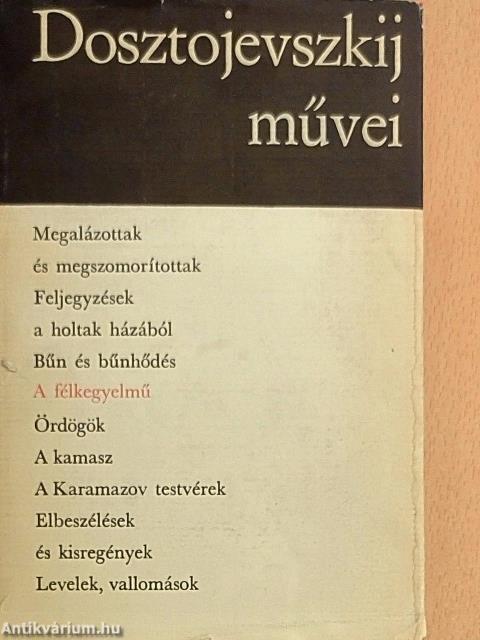 Dosztojevszkij
művei
Megalázottak
és megszomorítottak
Feljegyzések
a holtak házából
Bűn és bűnhődés
A félkegyelmű
Ördögök
A kamasz
A Karamazov testvérek
Elbeszélések
és kisregények
Levelek, vallomások
Antikvárium.hu